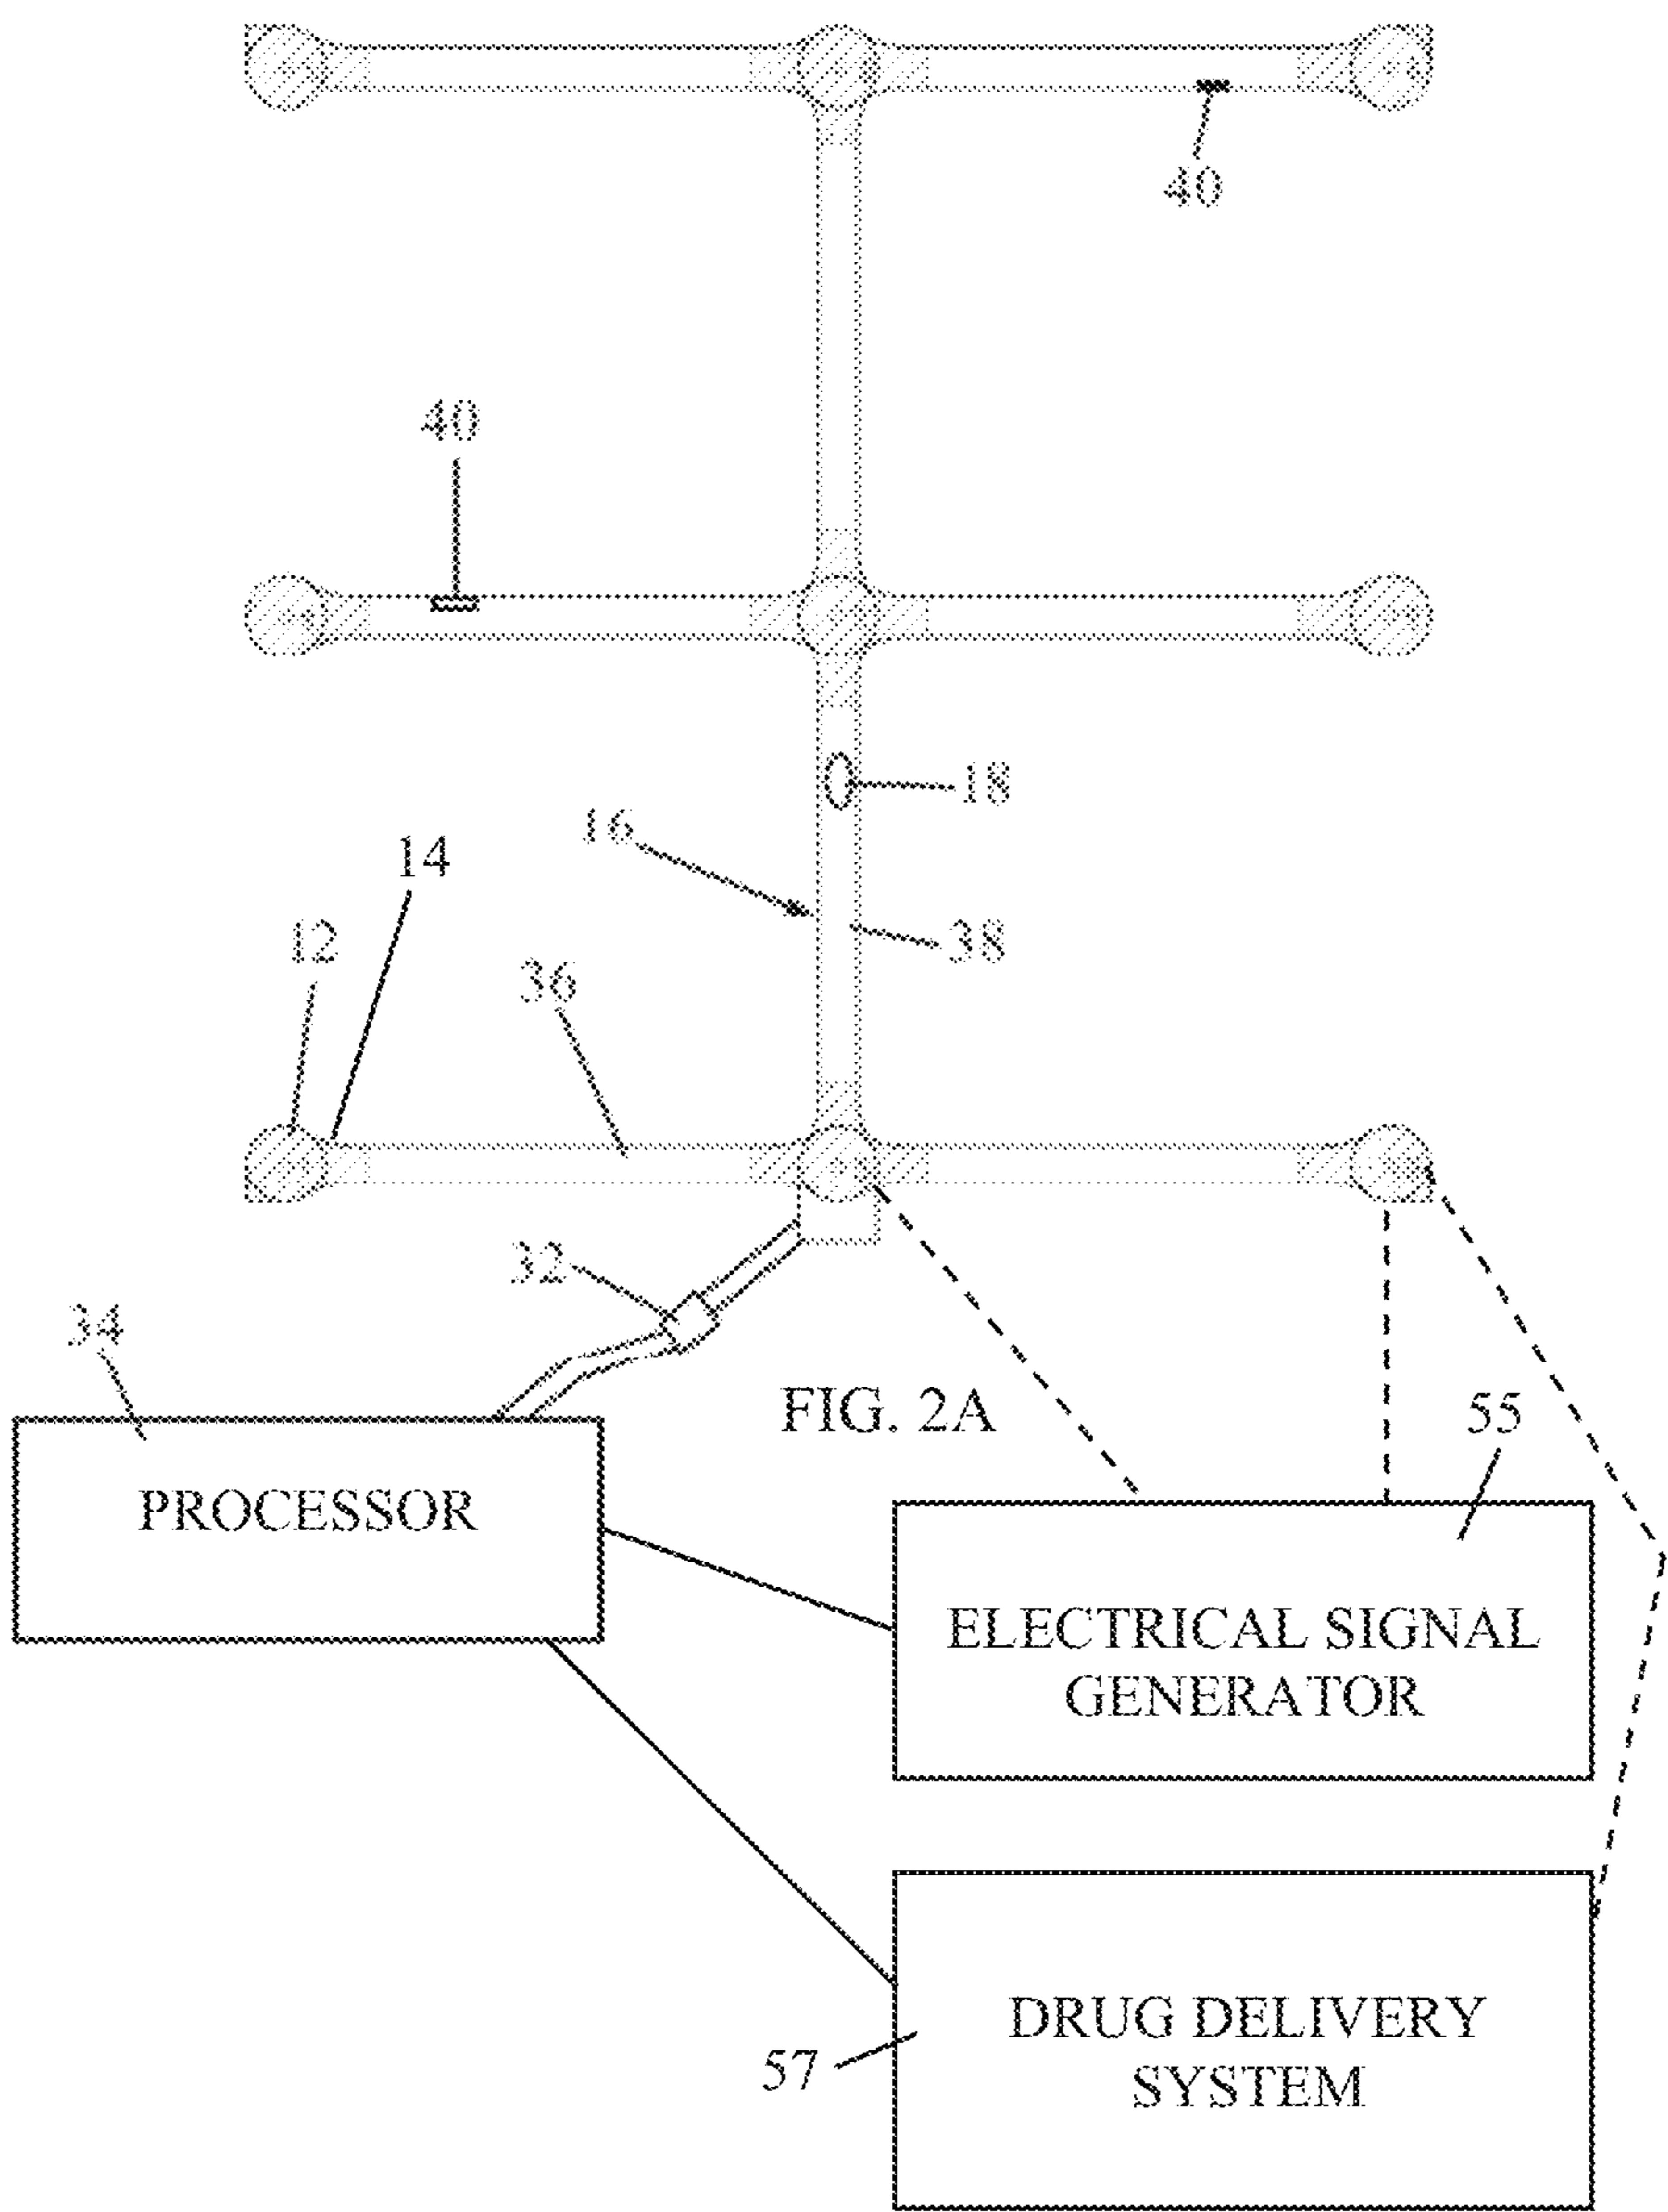 40
40
18
16
14
12
38
36
32
34
FIG. 2A
55
PROCESSOR
ELECTRICAL SIGNAL
GENERATOR
DRUG DELIVERY
57
SYSTEM